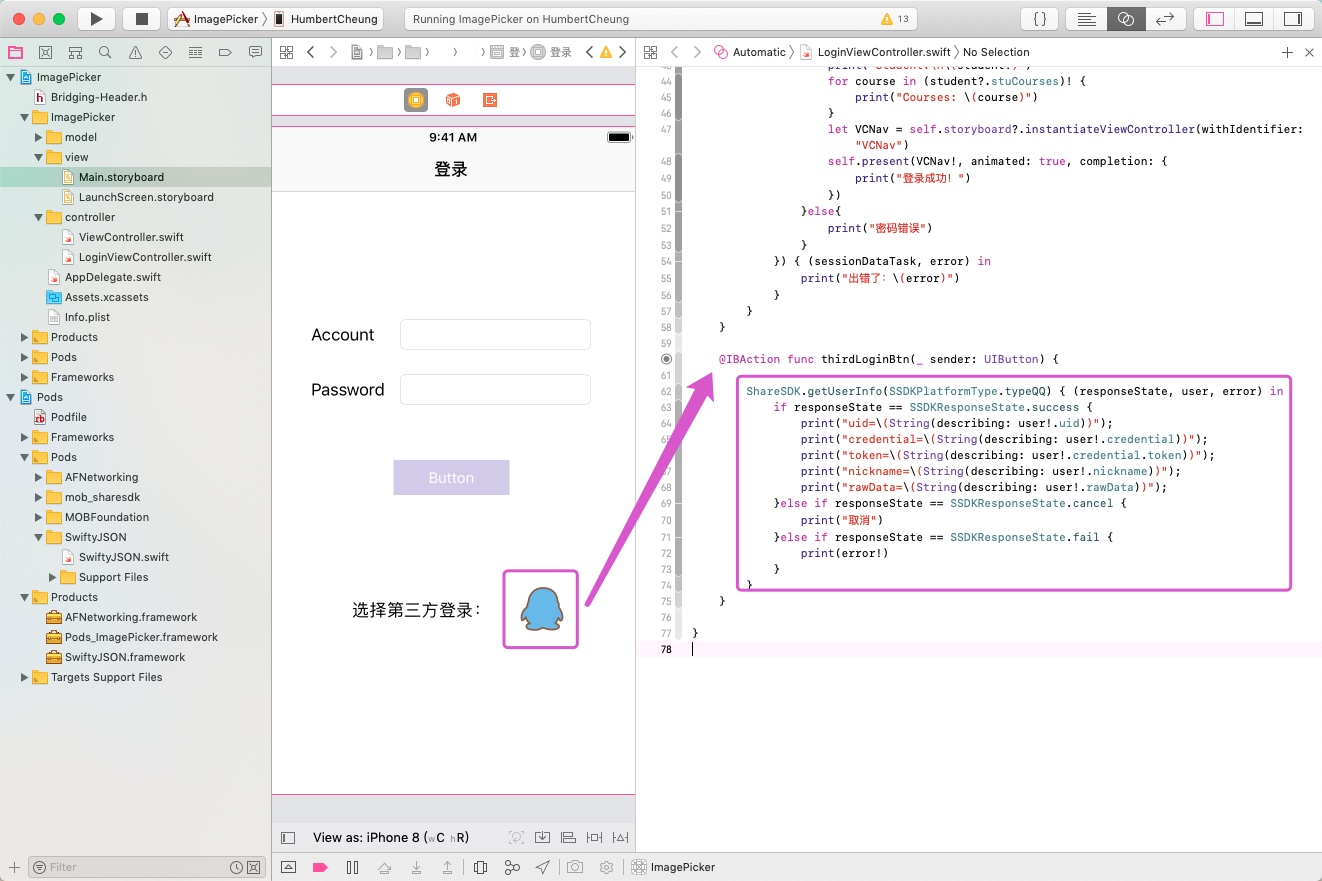 ImagePicker
HumbertCheung
Running ImagePicker on HumbertCheung
13
{ }
登
登录
Automatic
LoginViewController.swift
No Selection
ImagePicker
Bridging-Header.h
ImagePicker
model
view
Main.storyboard
LaunchScreen.storyboard
controller
ViewController.swift
LoginViewController.swift
AppDelegate.swift
Assets.xcassets
Info.plist
Products
Pods
Frameworks
Pods
Podfile
Frameworks
Pods
AFNetworking
mob_sharesdk
MOBFoundation
SwiftyJSON
SwiftyJSON.swift
Support Files
Products
AFNetworking.framework
Pods_ImagePicker.framework
SwiftyJSON.framework
Targets Support Files
Filter
9:41 AM
登录
Account
Password
Button
选择第三方登录:
View as: iPhone 8 (wC hR)
44 for course in (student?.stuCourses)! {
45 print("Courses: \(course)")
46 }
47 let VCNav = self.storyboard?.instantiateViewController(withIdentifier:
"VCNav")
48 self.present(VCNav!, animated: true, completion: {
49 print("登录成功! ")
50 })
51 }else{
52 print("密码错误")
53 }
54 }) { (sessionDataTask, error) in
55 print("出错了: \(error)")
56 }
57 }
58 }
59
@IBAction func thirdLoginBtn(_ sender: UIButton) {
61
62 ShareSDK.getUserInfo(SSDKPlatformType.typeQQ) { (responseState, user, error) in
63 if responseState == SSDKResponseState.success {
64 print("uid=\(String(describing: user!.uid))");
print("credential=\(String(describing: user!.credential))");
print("token=\(String(describing: user!.credential.token))");
print("nickname=\(String(describing: user!.nickname))");
68 print("rawData=\(String(describing: user!.rawData))");
69 }else if responseState == SSDKResponseState.cancel {
70 print("取消")
71 }else if responseState == SSDKResponseState.fail {
72 print(error!)
73 }
74 }
75 }
76
77 }
78
ImagePicker